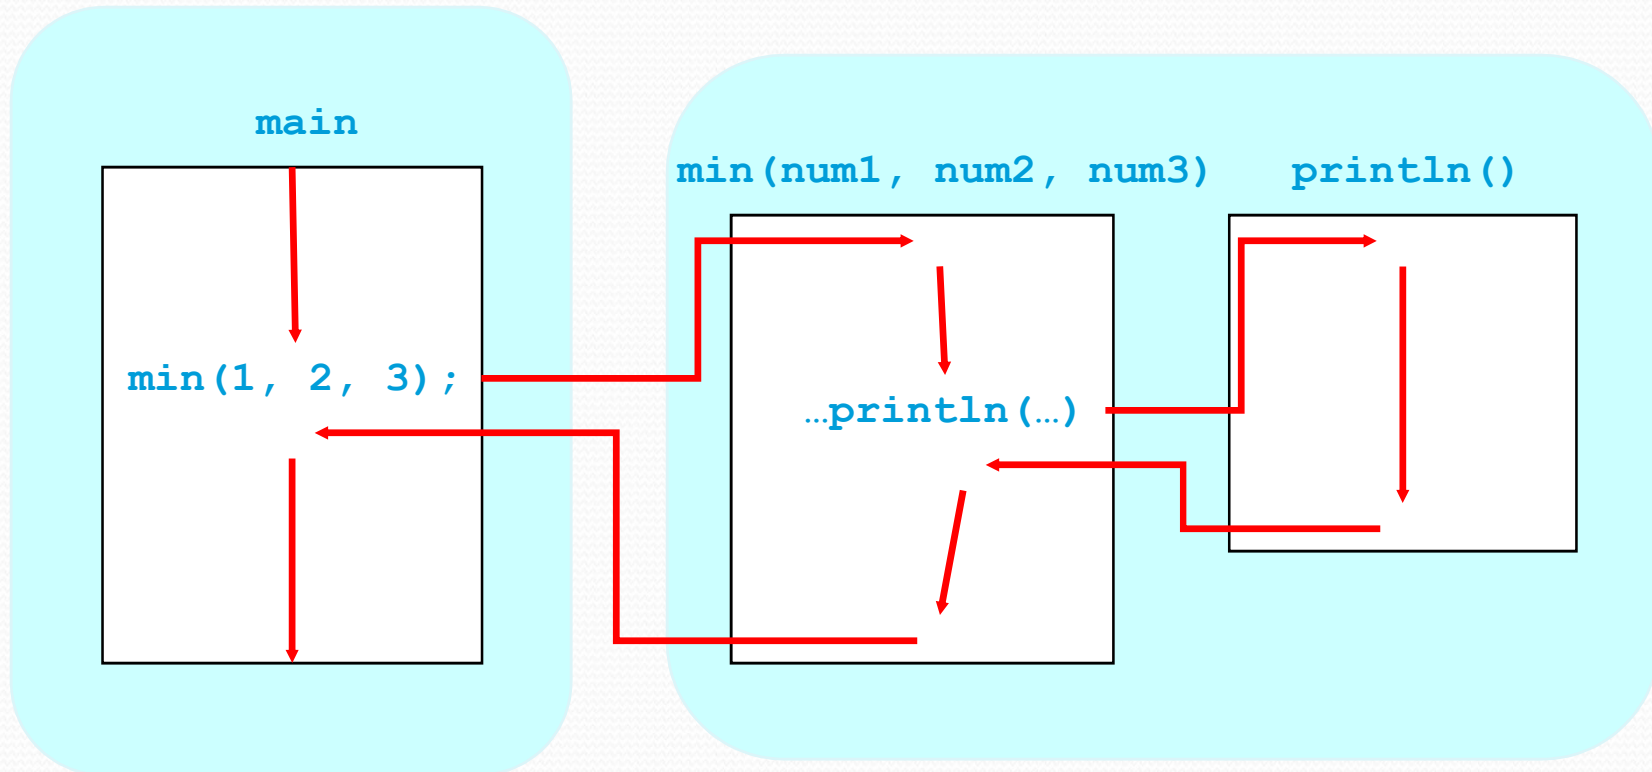 main
min(num1, num2, num3)
println()
min(1, 2, 3);
…println(…)